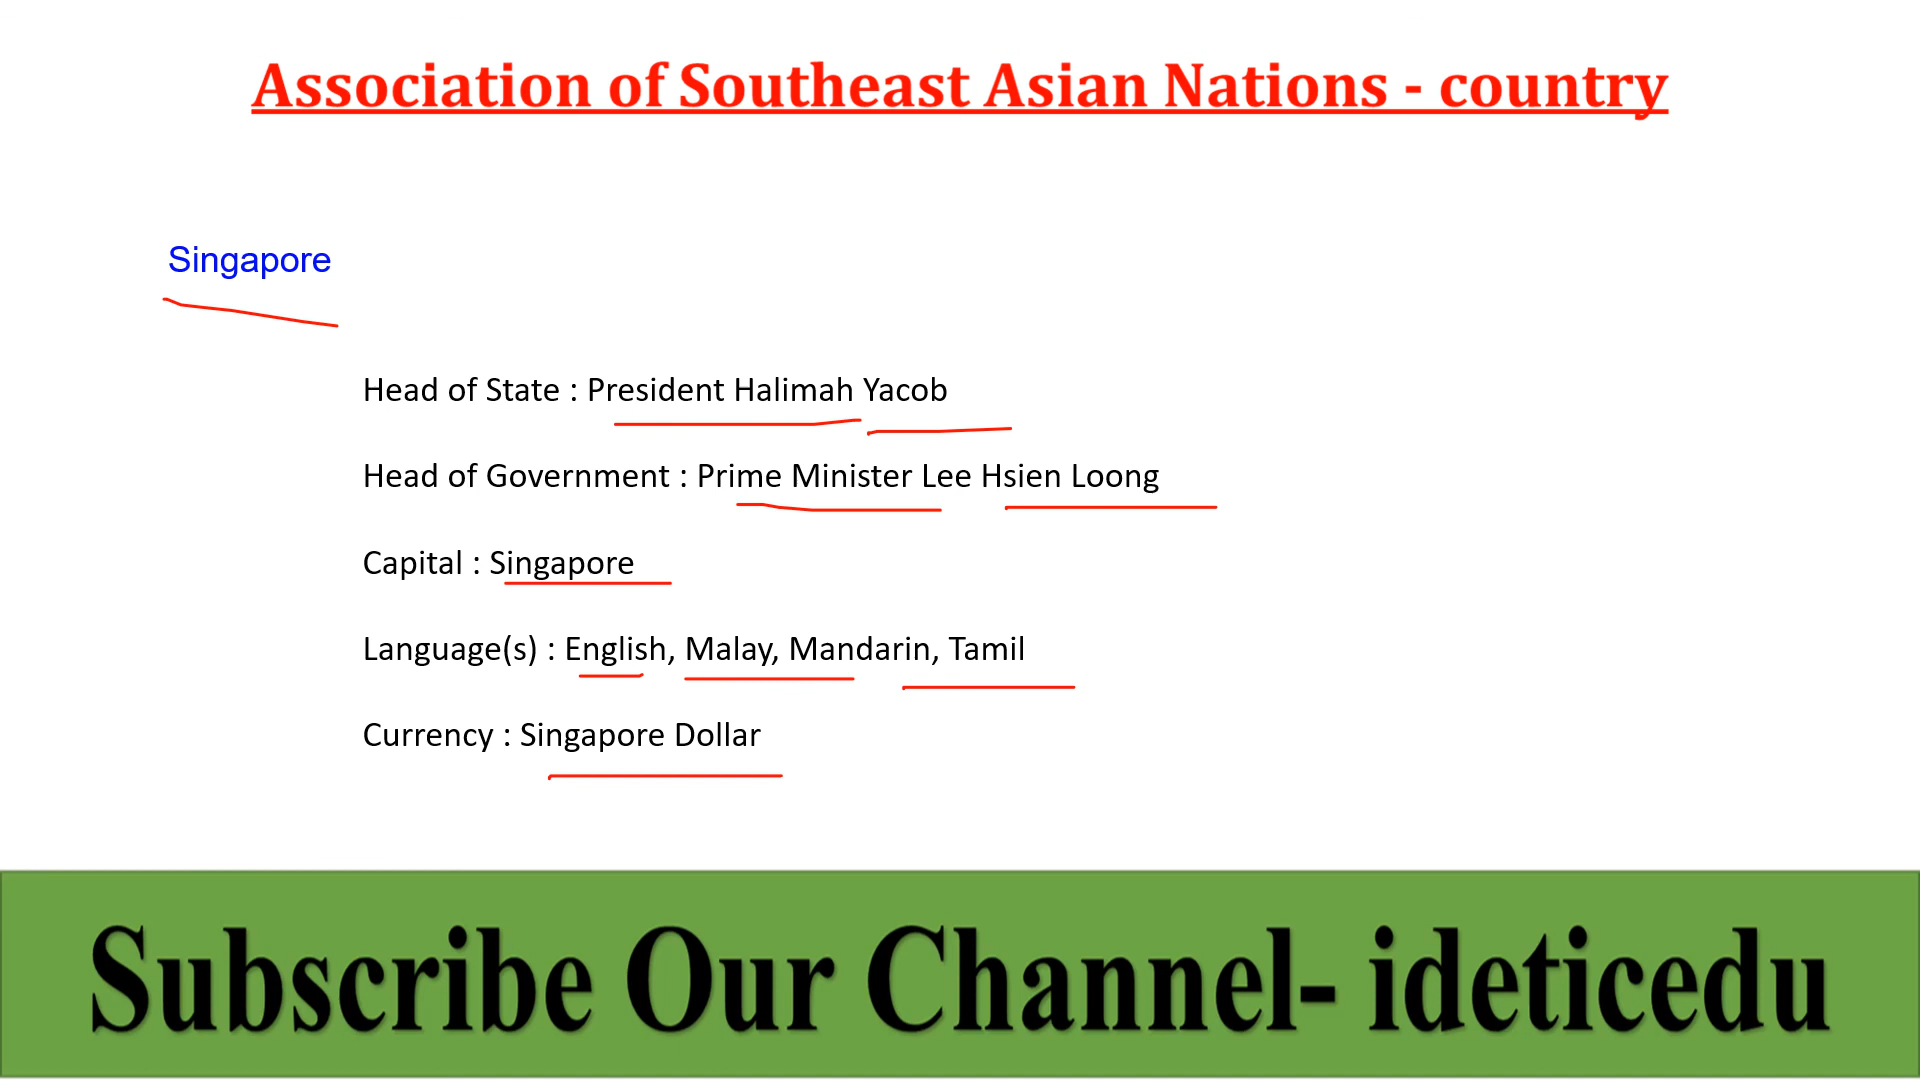 Association of Southeast Asian Nations - country
Singapore
Head of State : President Halimah Yacob
Head of Government : Prime Minister Lee Hsien Loong
Capital : Singapore
Language(s) : English, Malay, Mandarin, Tamil
Currency : Singapore Dollar
Subscribe Our Channel- ideticedu